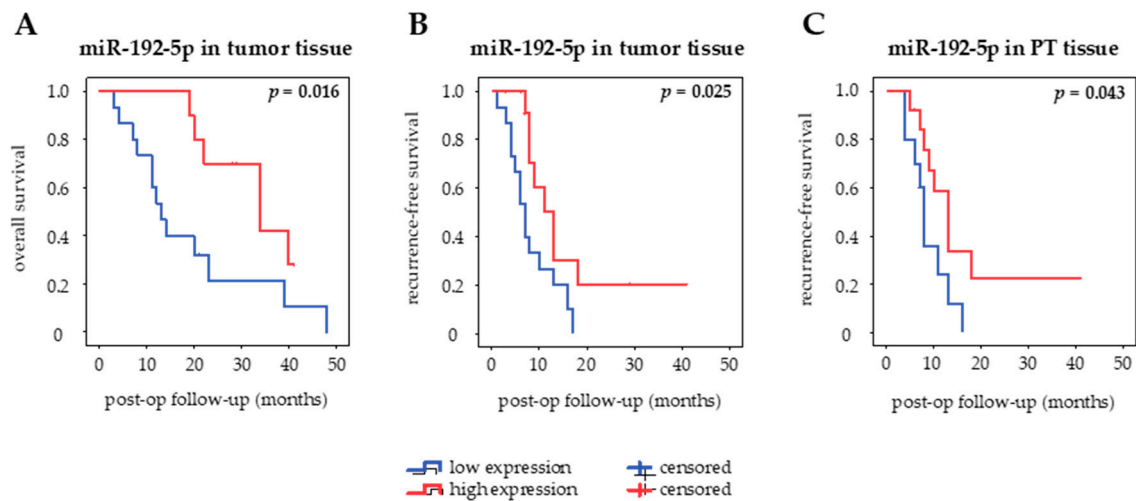 A
miR-192-5p in tumor tissue
p = 0.016
overall survival
1.0
0.8
0.6
0.4
0.2
0
0 10 20 30 40 50
post-op follow-up (months)
B
miR-192-5p in tumor tissue
p = 0.025
recurrence-free survival
1.0
0.8
0.6
0.4
0.2
0
0 10 20 30 40 50
post-op follow-up (months)
C
miR-192-5p in PT tissue
p = 0.043
recurrence-free survival
1.0
0.8
0.6
0.4
0.2
0
0 10 20 30 40 50
post-op follow-up (months)
low expression
censored
high expression
censored